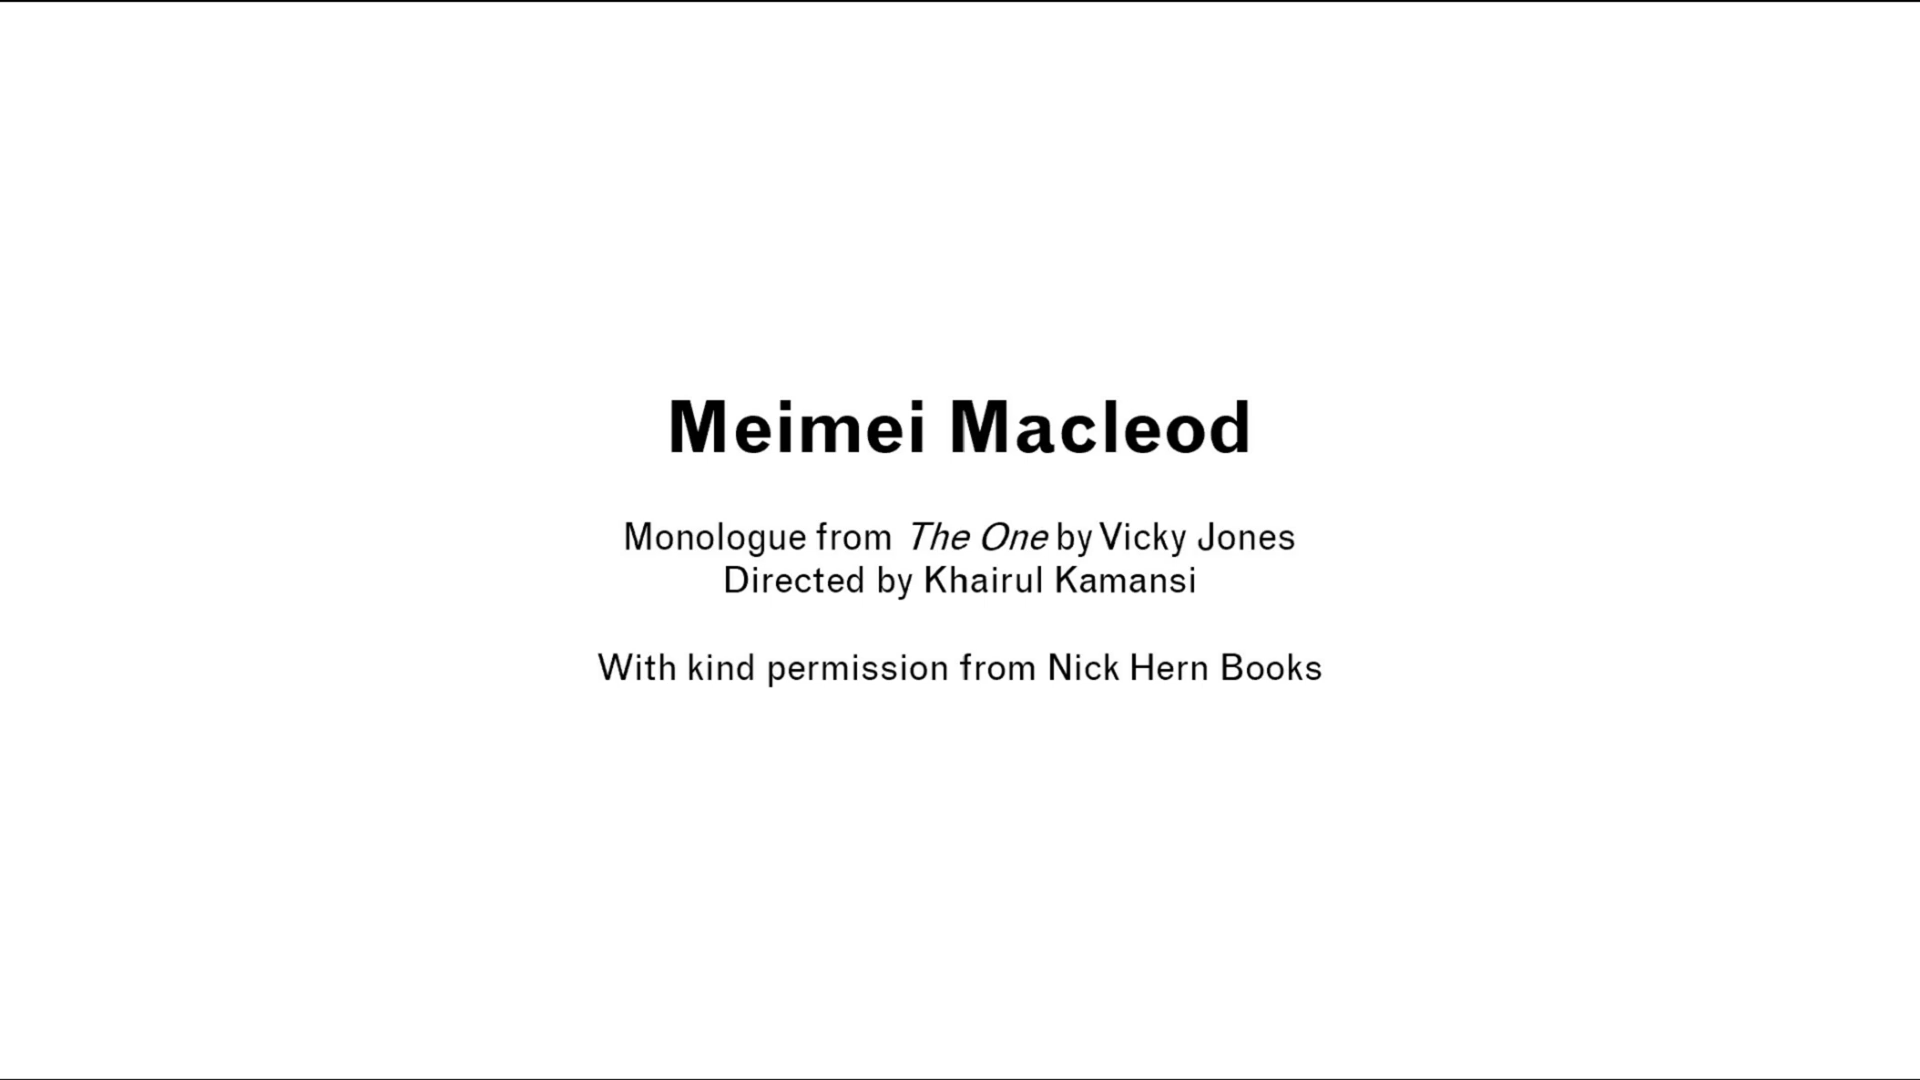 Meimei Macleod
Monologue from The One by Vicky Jones
Directed by Khairul Kamansi
With kind permission from Nick Hern Books